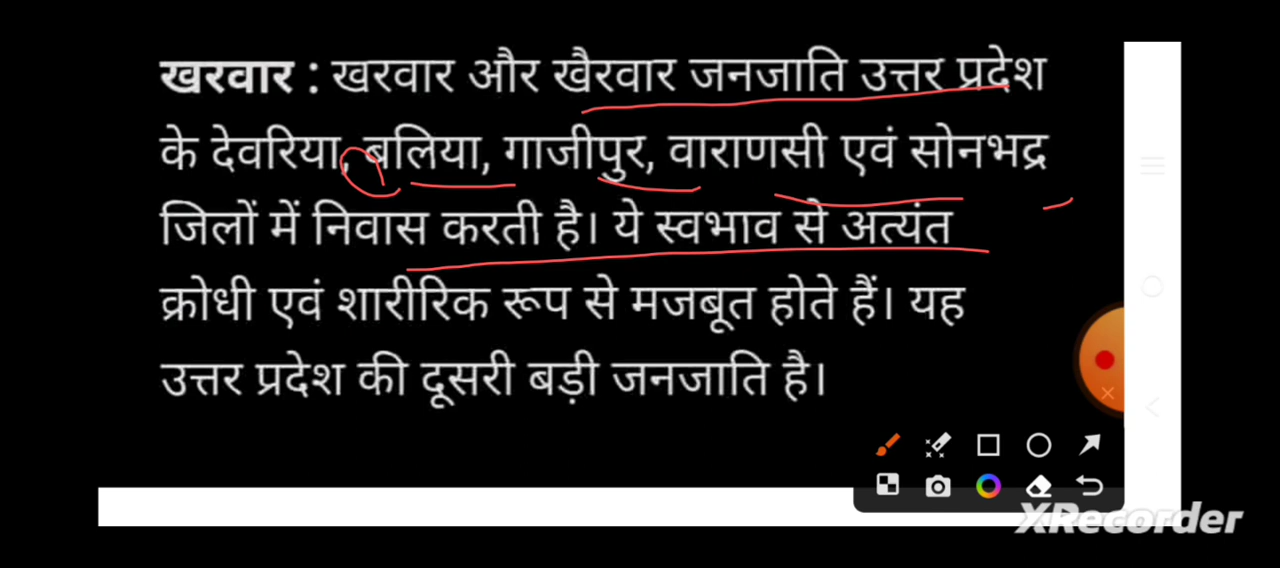 खरवार : खरवार और खैरवार जनजाति उत्तर प्रदेश
के देवरिया, बलिया, गाजीपुर, वाराणसी एवं सोनभद्र
जिलों में निवास करती है। ये स्वभाव से अत्यंत
क्रोधी एवं शारीरिक रूप से मजबूत होते हैं। यह
उत्तर प्रदेश की दूसरी बड़ी जनजाति है।
XRecorder